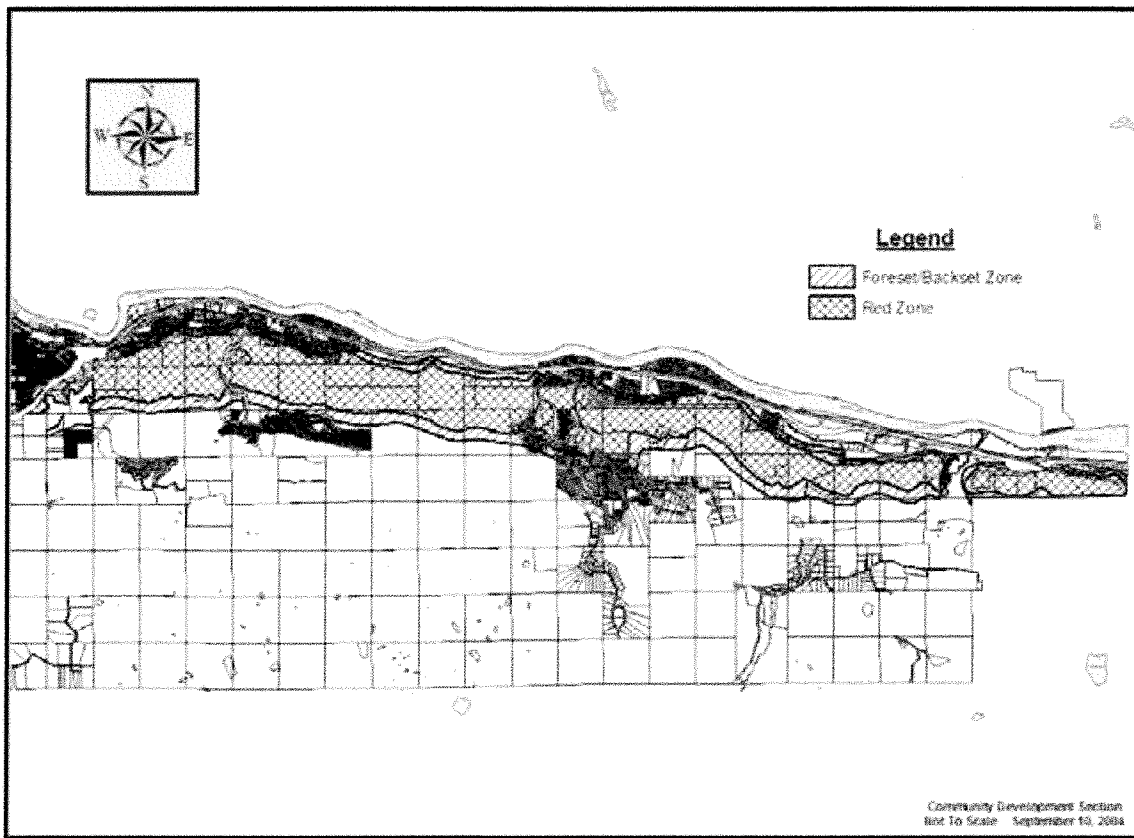 N
W E
S
Legend
Foreset/Backset Zone
Red Zone
Community Development Section
Not To Scale September 10, 2004